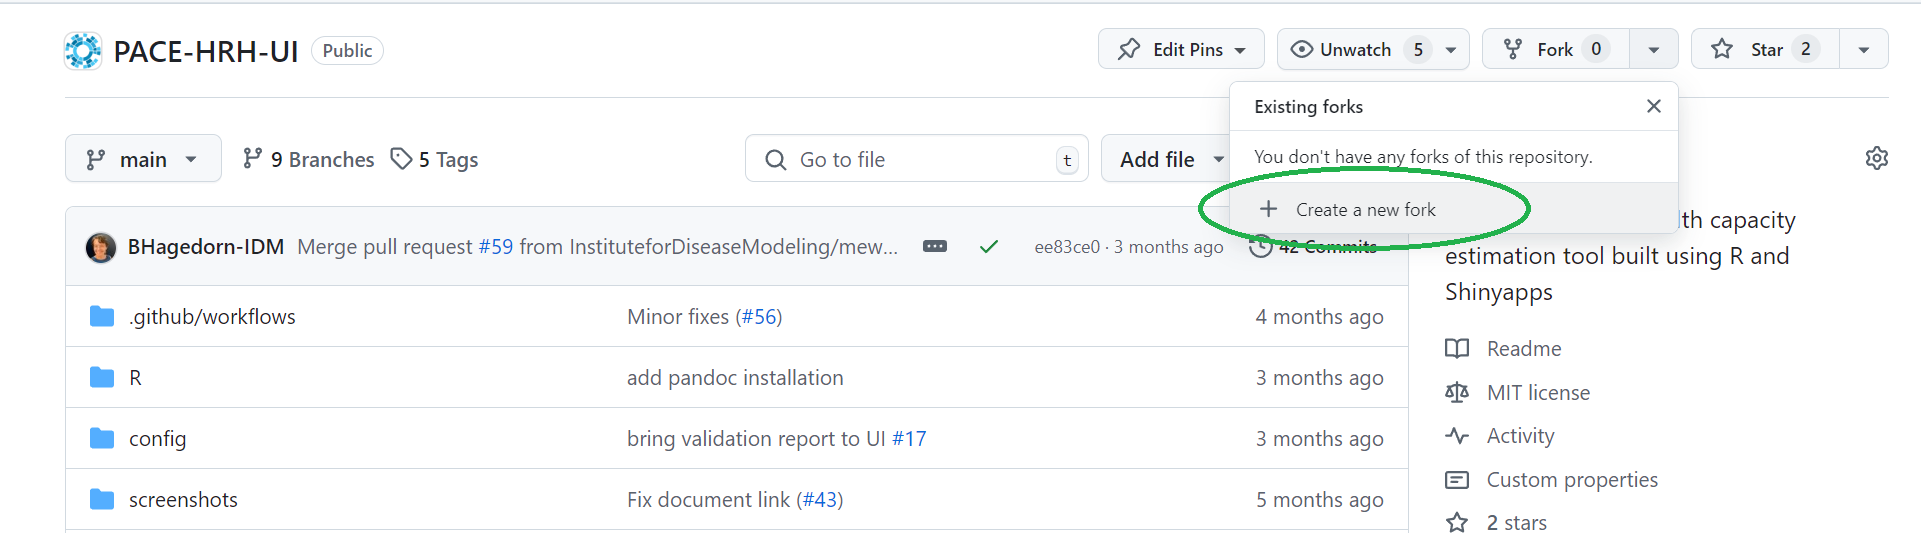 PACE-HRH-UI Public Edit Pins Unwatch 5 Fork 0 Star 2
Existing forks
You don't have any forks of this repository.
Create a new fork
main 9 Branches 5 Tags Go to file t Add file
BHagedorn-IDM Merge pull request #59 from InstituteforDiseaseModeling/mew... ee83ce0 · 3 months ago 42 Commits
.github/workflows Minor fixes (#56) 4 months ago
R add pandoc installation 3 months ago
config bring validation report to UI #17 3 months ago
screenshots Fix document link (#43) 5 months ago
capacity
estimation tool built using R and
Shinyapps
Readme
MIT license
Activity
Custom properties
2 stars